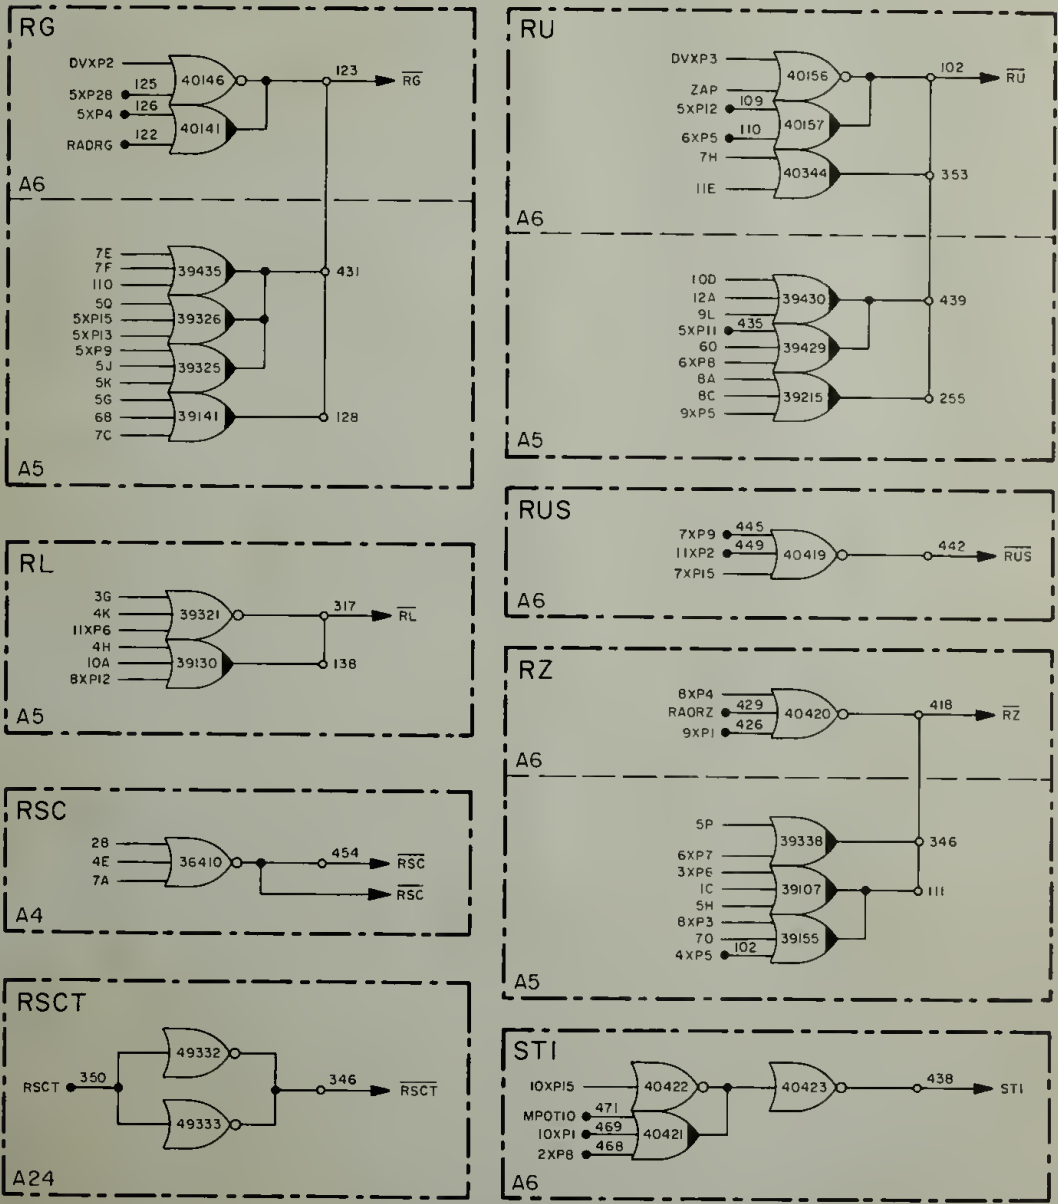 RG
DVXP2
5XP28 125
5XP4 126
RADRG 122
40146
40141
123 RG
A6
7E
7F
110
5Q
5XP15
5XP13
5XP9
5J
5K
5G
68
7C
39435
39326
39325
39141
431
128
A5
RL
3G
4K
11XP6
4H
10A
8XP12
39321
39130
317 RL
138
A5
RSC
28
4E
7A
36410
454 RSC
RSC
A4
RSCT
RSCT 350
49332
49333
346 RSCT
A24
RU
DVXP3
ZAP
5XP12 109
6XP5 110
7H
11E
40156
40157
40344
102 RU
353
A6
10D
12A
9L
5XP11 435
60
6XP8
8A
8C
9XP5
39430
39429
39215
439
255
A5
RUS
7XP9 445
11XP2 449
7XP15
40419
442 RUS
A6
RZ
8XP4
RAORZ 429
9XP1 426
40420
418 RZ
A6
5P
6XP7
3XP6
1C
5H
8XP3
70
4XP5 102
39338
39107
39155
346
111
A5
STI
10XP15
MPOT10 471
10XP1 469
2XP8 468
40422
40421
40423
438 STI
A6